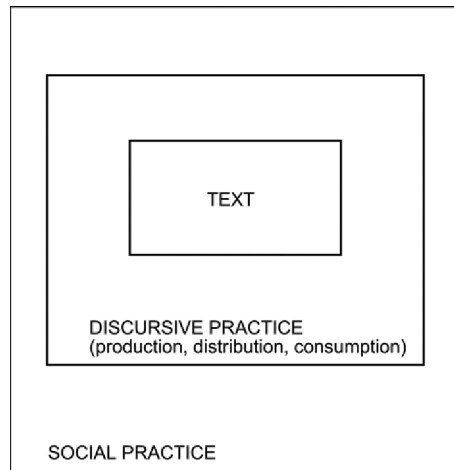 TEXT
DISCURSIVE PRACTICE
(production, distribution, consumption)
SOCIAL PRACTICE